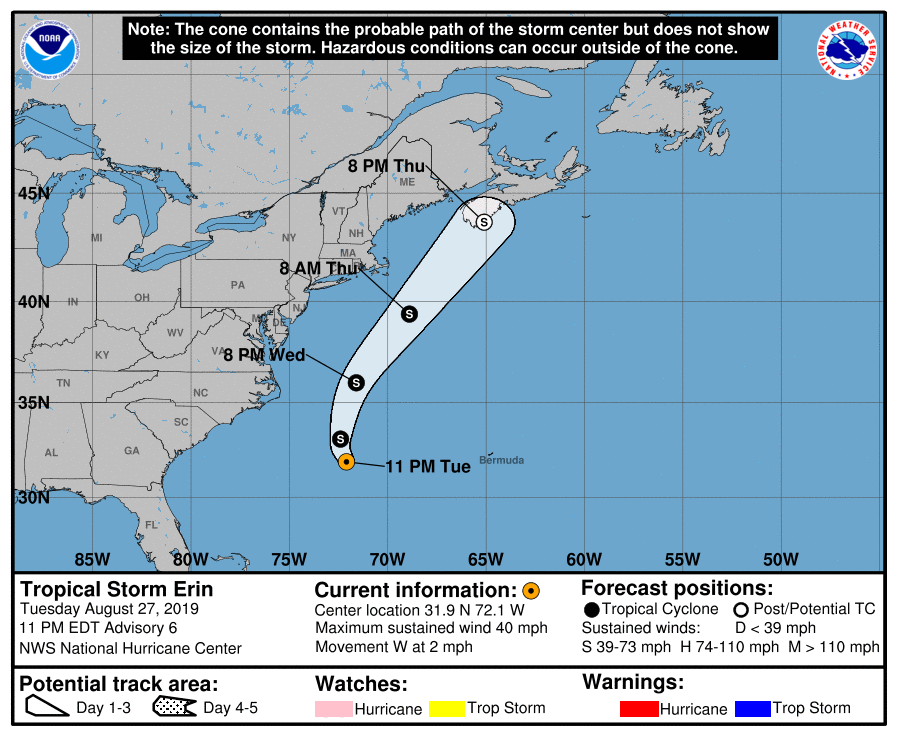 Note: The cone contains the probable path of the storm center but does not show
the size of the storm. Hazardous conditions can occur outside of the cone.
NOAA
NATIONAL WEATHER SERVICE
8 PM Thu
ME
45N
VT
NH
MI
NY
MA
8 AM Thu
PA
40N
IN
OH
NJ
DE
WV
VA
8 PM Wed
KY
TN
NC
35N
SC
AL
GA
11 PM Tue
Bermuda
30N
FL
S
S
S
S
85W 80W 75W 70W 65W 60W 55W 50W
Tropical Storm Erin
Tuesday August 27, 2019
11 PM EDT Advisory 6
NWS National Hurricane Center
Current information:
Center location 31.9 N 72.1 W
Maximum sustained wind 40 mph
Movement W at 2 mph
Forecast positions:
Tropical Cyclone Post/Potential TC
Sustained winds: D < 39 mph
S 39-73 mph H 74-110 mph M > 110 mph
Potential track area:
Day 1-3 Day 4-5
Watches:
Hurricane Trop Storm
Warnings:
Hurricane Trop Storm